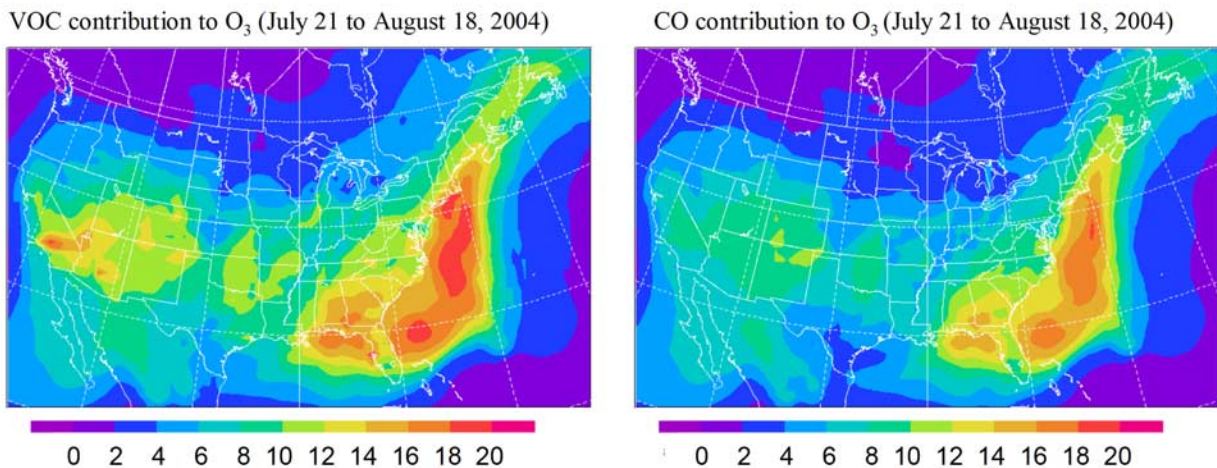 VOC contribution to O₃ (July 21 to August 18, 2004)
CO contribution to O₃ (July 21 to August 18, 2004)
0 2 4 6 8 10 12 14 16 18 20
0 2 4 6 8 10 12 14 16 18 20